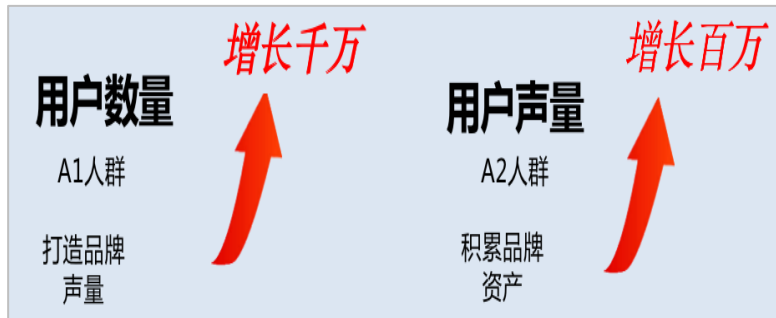 增长千万
用户数量
A1人群
打造品牌
声量
增长百万
用户声量
A2人群
积累品牌
资产